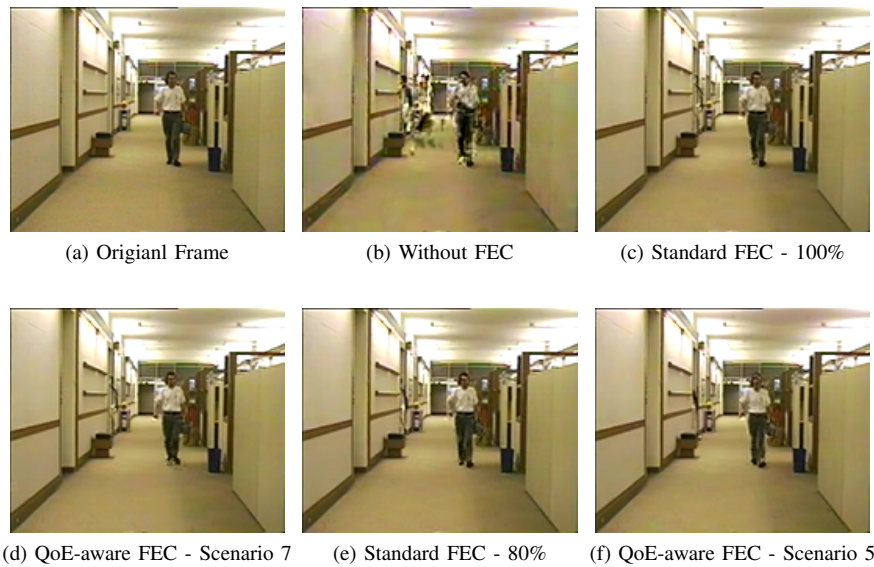 (a) Origianl Frame
(b) Without FEC
(c) Standard FEC - 100%
(d) QoE-aware FEC - Scenario 7
(e) Standard FEC - 80%
(f) QoE-aware FEC - Scenario 5